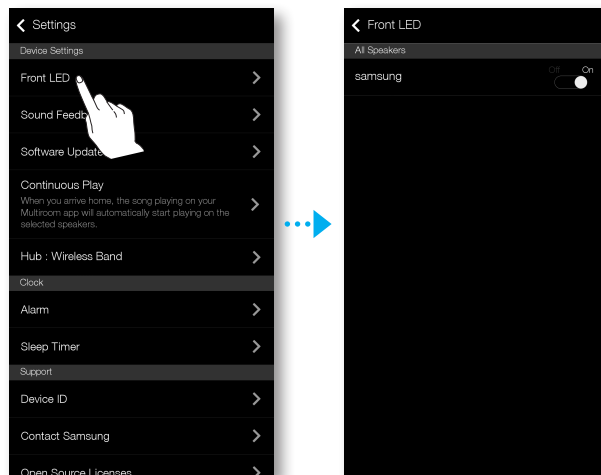 Settings
Device Settings
Front LED
Sound Feedb
Software Update
Continuous Play
When you arrive home, the song playing on your
Multiroom app will automatically start playing on the
selected speakers.
Hub : Wireless Band
Clock
Alarm
Sleep Timer
Support
Device ID
Contact Samsung
Open Source Licenses
Front LED
All Speakers
samsung Off On